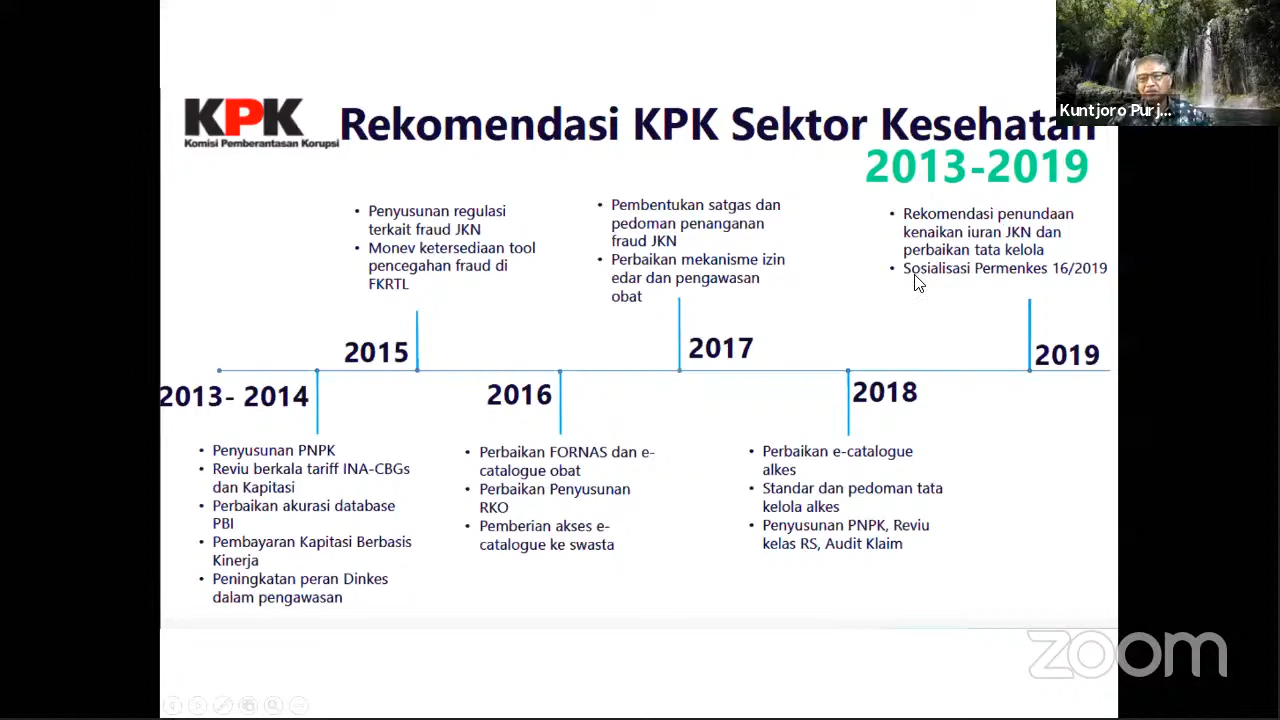 KPK
Komisi Pemberantasan Korupsi
Rekomendasi KPK Sektor Kesehatan
2013-2019
Kuntjoro Purj...
• Penyusunan regulasi
terkait fraud JKN
• Monev ketersediaan tool
pencegahan fraud di
FKRTL
• Pembentukan satgas dan
pedoman penanganan
fraud JKN
• Perbaikan mekanisme izin
edar dan pengawasan
obat
• Rekomendasi penundaan
kenaikan iuran JKN dan
perbaikan tata kelola
• Sosialisasi Permenkes 16/2019
2015
2017
2019
2013- 2014
2016
2018
• Penyusunan PNPK
• Reviu berkala tariff INA-CBGs
dan Kapitasi
• Perbaikan akurasi database
PBI
• Pembayaran Kapitasi Berbasis
Kinerja
• Peningkatan peran Dinkes
dalam pengawasan
• Perbaikan FORNAS dan e-
catalogue obat
• Perbaikan Penyusunan
RKO
• Pemberian akses e-
catalogue ke swasta
• Perbaikan e-catalogue
alkes
• Standar dan pedoman tata
kelola alkes
• Penyusunan PNPK, Reviu
kelas RS, Audit Klaim
zoom